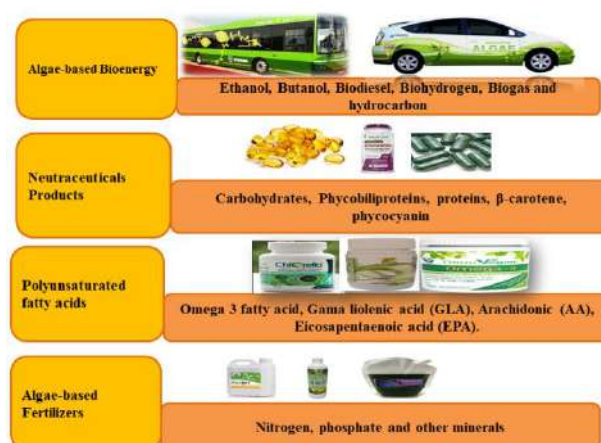 Algae-based Bioenergy
ALGAE
Ethanol, Butanol, Biodiesel, Biohydrogen, Biogas and
hydrocarbon
Neutraceuticals
Products
Carbohydrates, Phycobiliproteins, proteins, β-carotene,
phycocyanin
Polyunsaturated
fatty acids
Omega 3 fatty acid, Gama liolenic acid (GLA), Arachidonic (AA),
Eicosapentaenoic acid (EPA).
Algae-based
Fertilizers
Nitrogen, phosphate and other minerals